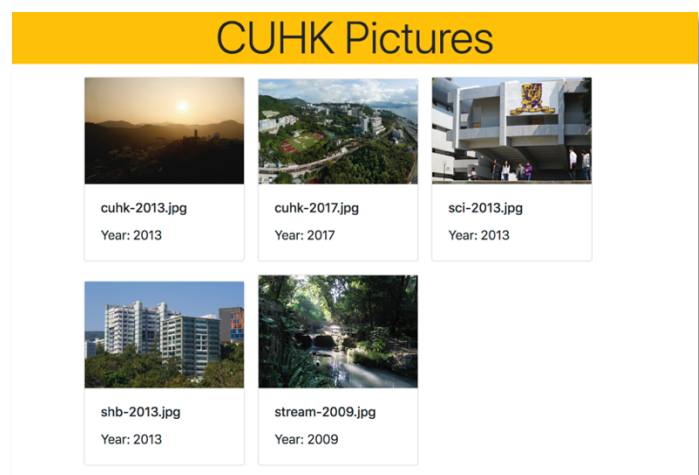 CUHK Pictures
cuhk-2013.jpg
Year: 2013
cuhk-2017.jpg
Year: 2017
sci-2013.jpg
Year: 2013
shb-2013.jpg
Year: 2013
stream-2009.jpg
Year: 2009